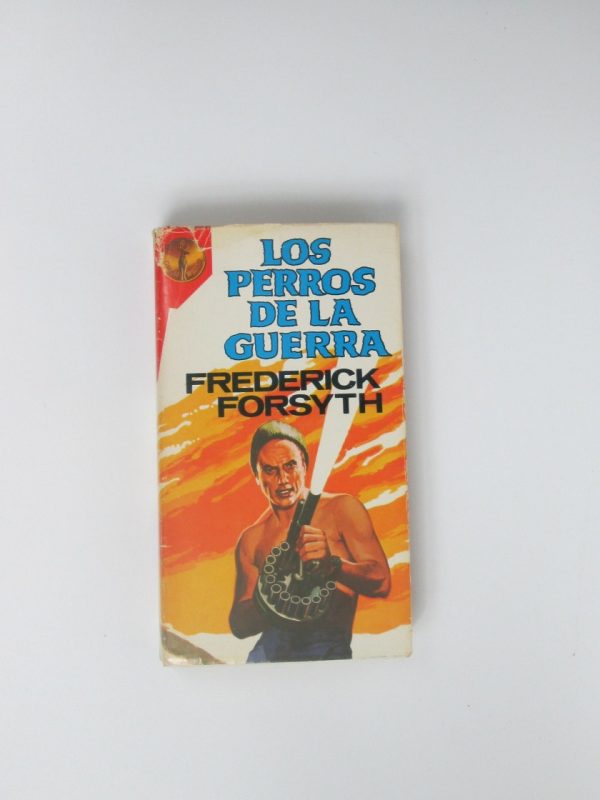 LOS
PERROS
DE LA
GUERRA
FREDERICK
FORSYTH